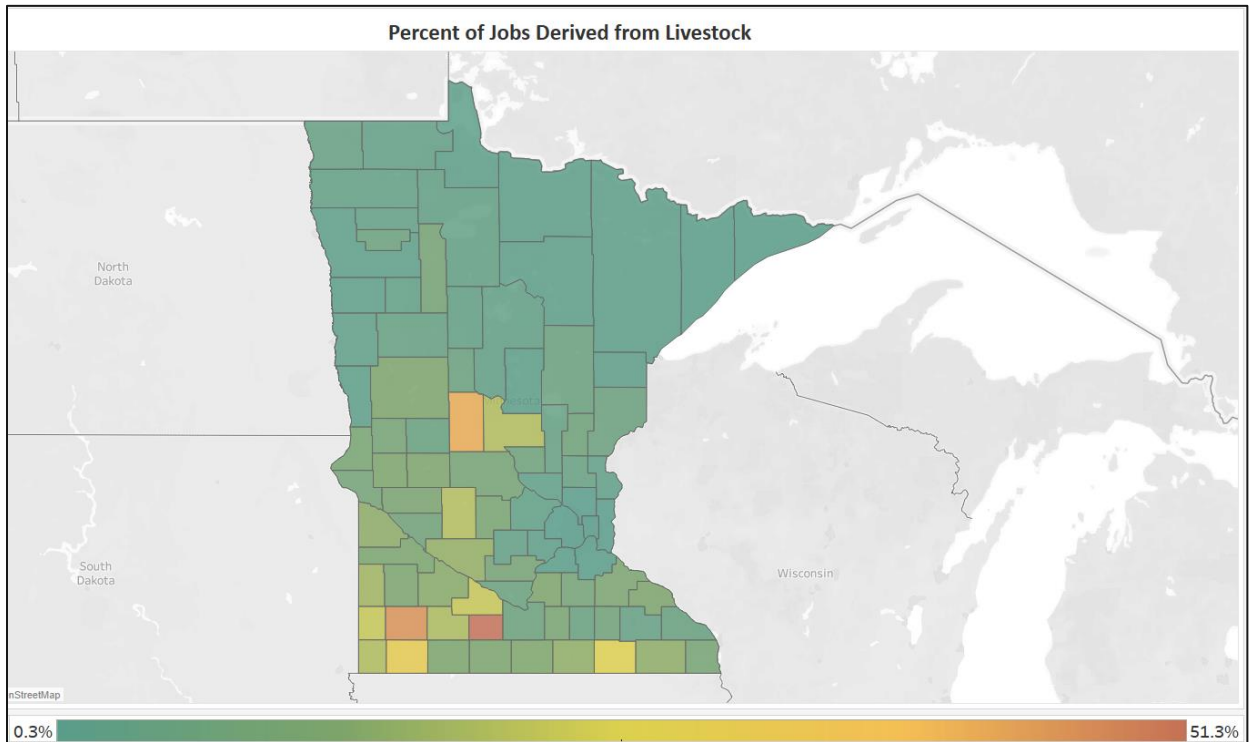 Percent of Jobs Derived from Livestock
North
Dakota
South
Dakota
Wisconsin
nStreetMap
0.3%
51.3%